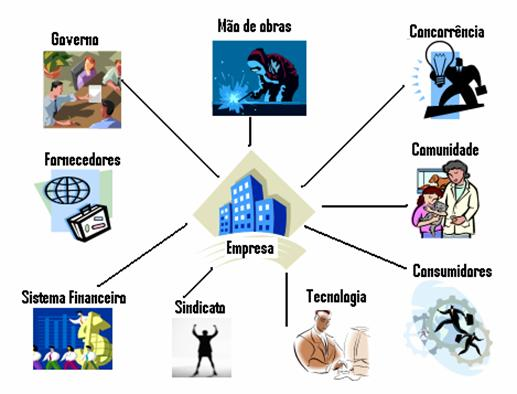 Governo
Mão de obras
Concorrência
Fornecedores
Comunidade
Empresa
Consumidores
Sistema Financeiro
Sindicato
Tecnologia